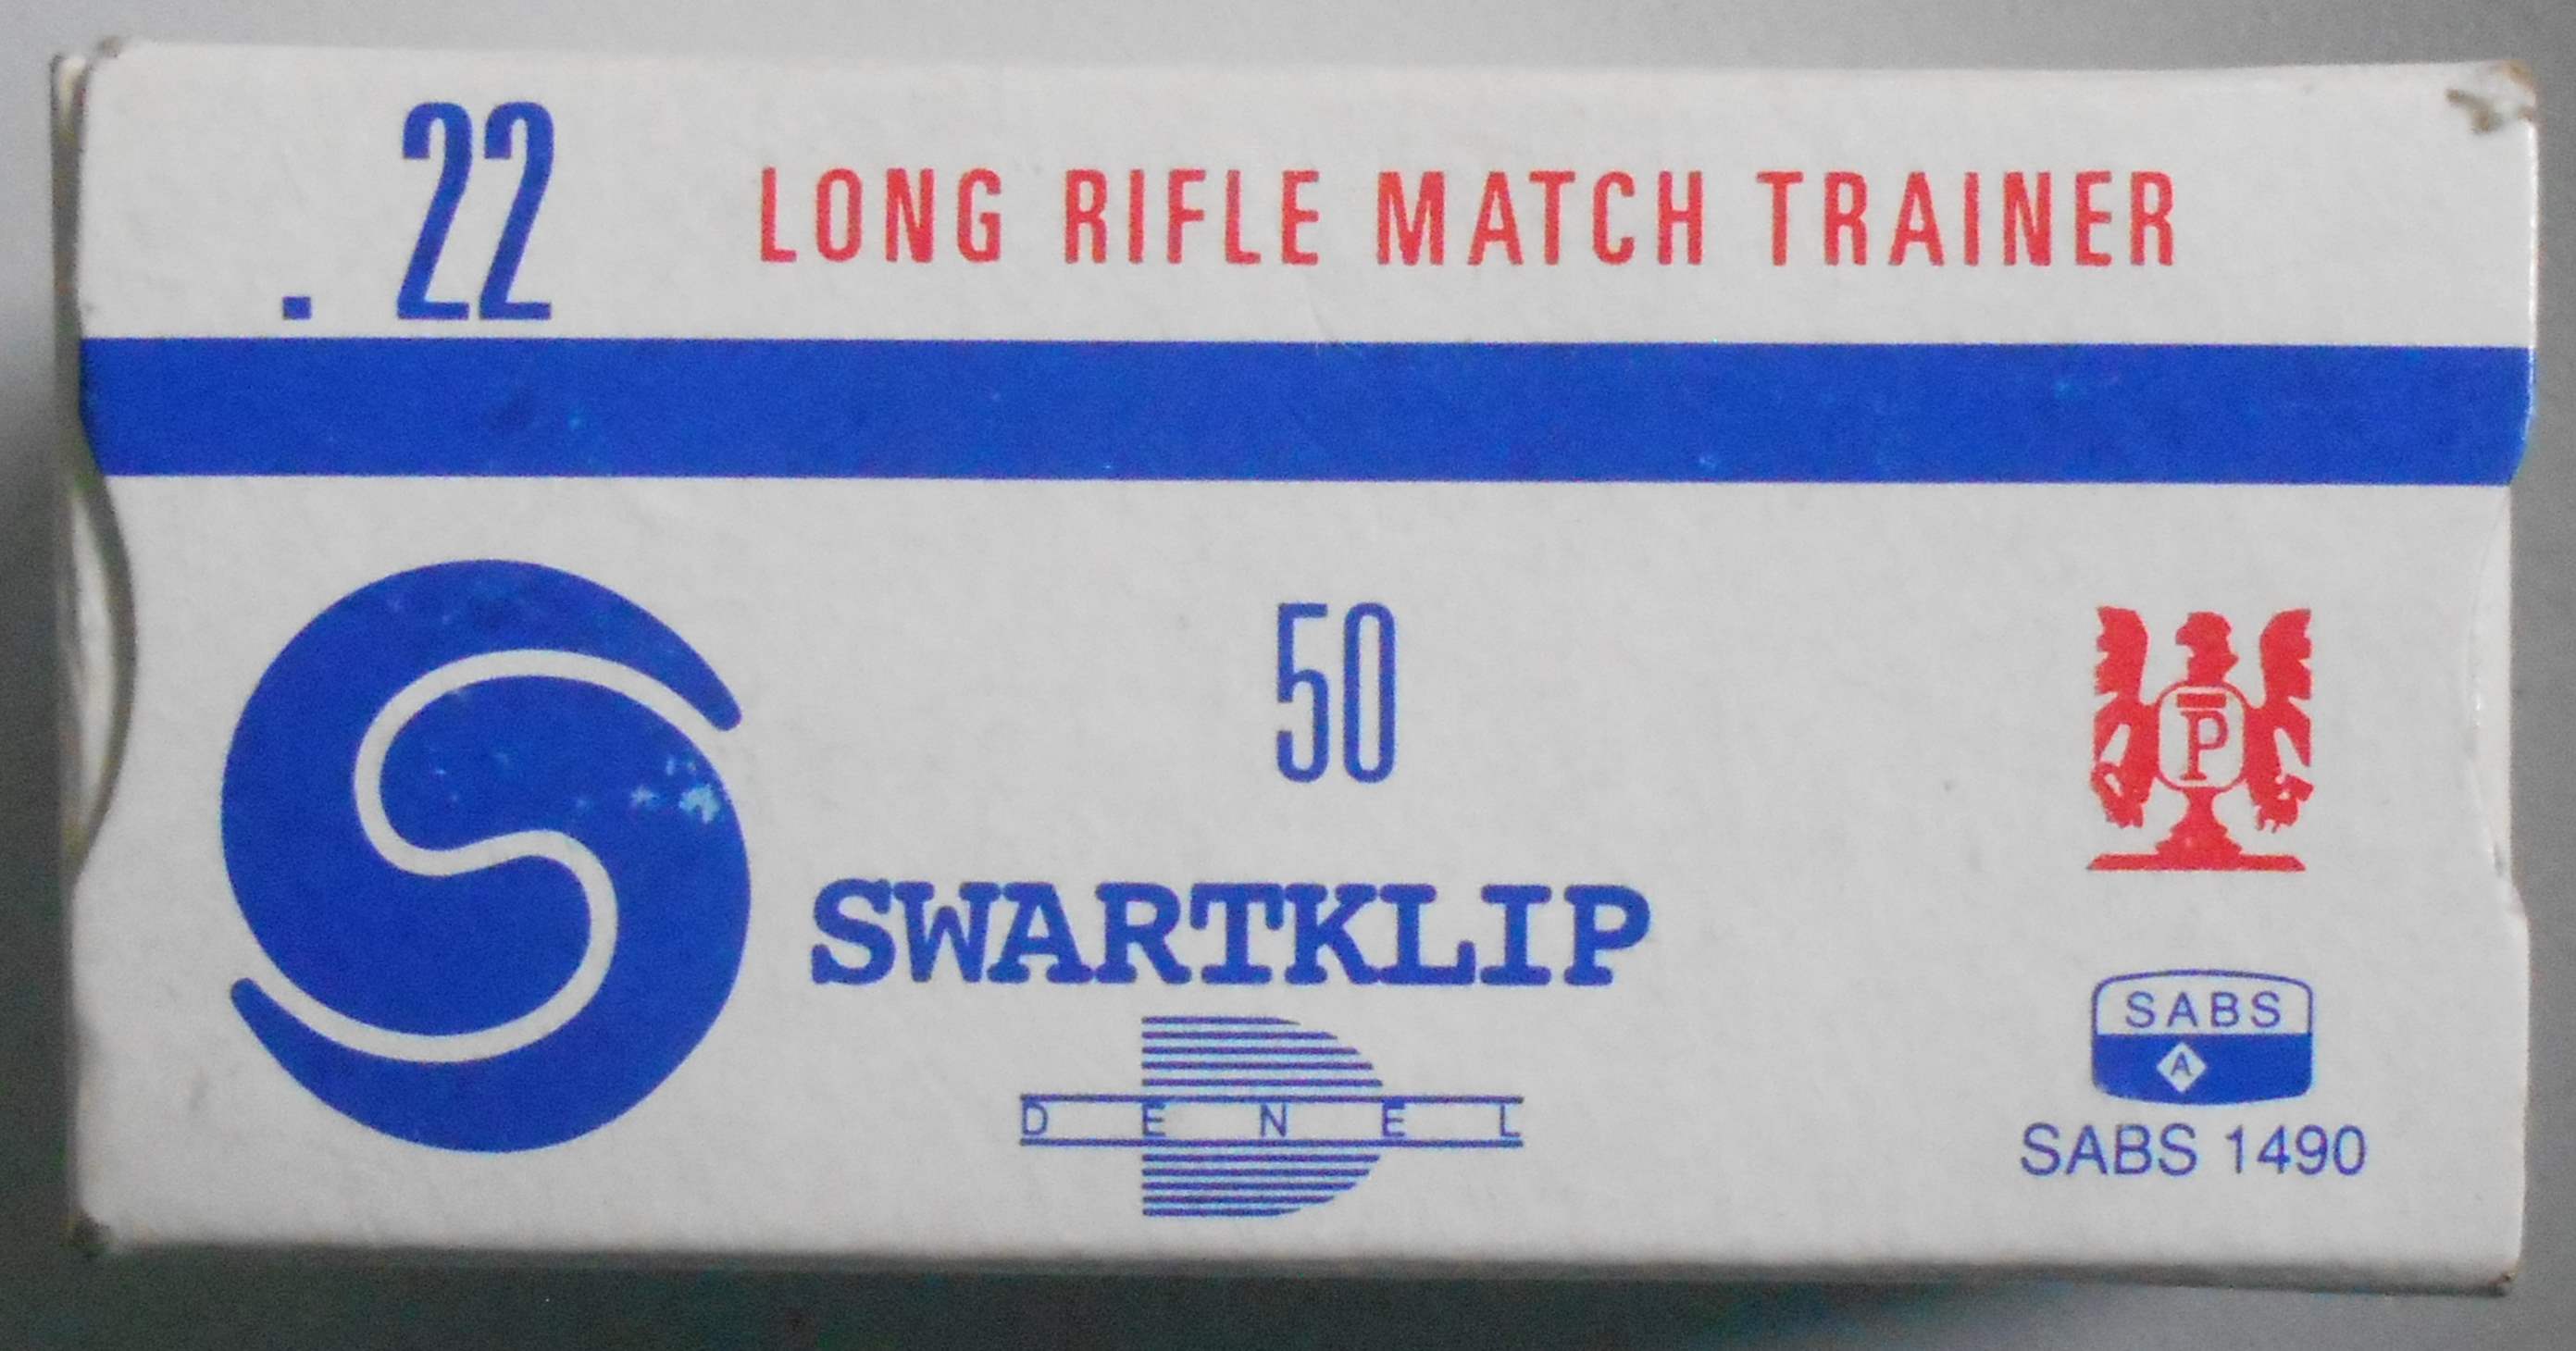 .22 LONG RIFLE MATCH TRAINER
50
P
SWARTKLIP
DENEL
SABS
A
SABS 1490